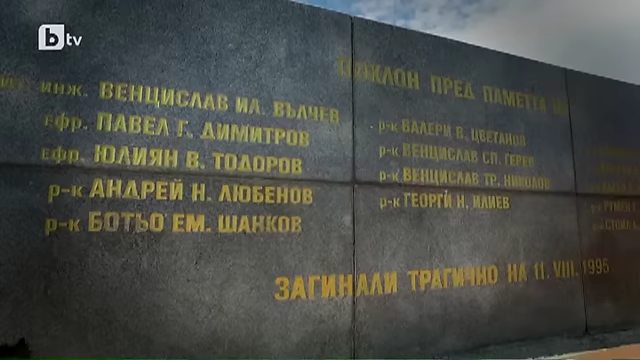 btv
ПОКЛОН ПРЕД ПАМЕТТА
инж. ВЕНЦИСЛАВ ИЛ. ВЪЛЧЕВ
ефр. ПАВЕЛ Г. ДИМИТРОВ
ефр. ЮЛИЯН В. ТОДОРОВ
р-к АНДРЕЙ Н. ЛЮБЕНОВ
р-к БОТЬО ЕМ. ШАНКОВ
р-к ВАЛЕРИ В. ЦВЕТАНОВ
р-к ВЕНЦИСЛАВ СП. ГЕРЕВ
р-к ВЕНЦИСЛАВ ТР. НИКОЛОВ
р-к ГЕОРГИ Н. ИЛИЕВ
ЗАГИНАЛИ ТРАГИЧНО НА 11. VIII. 1995